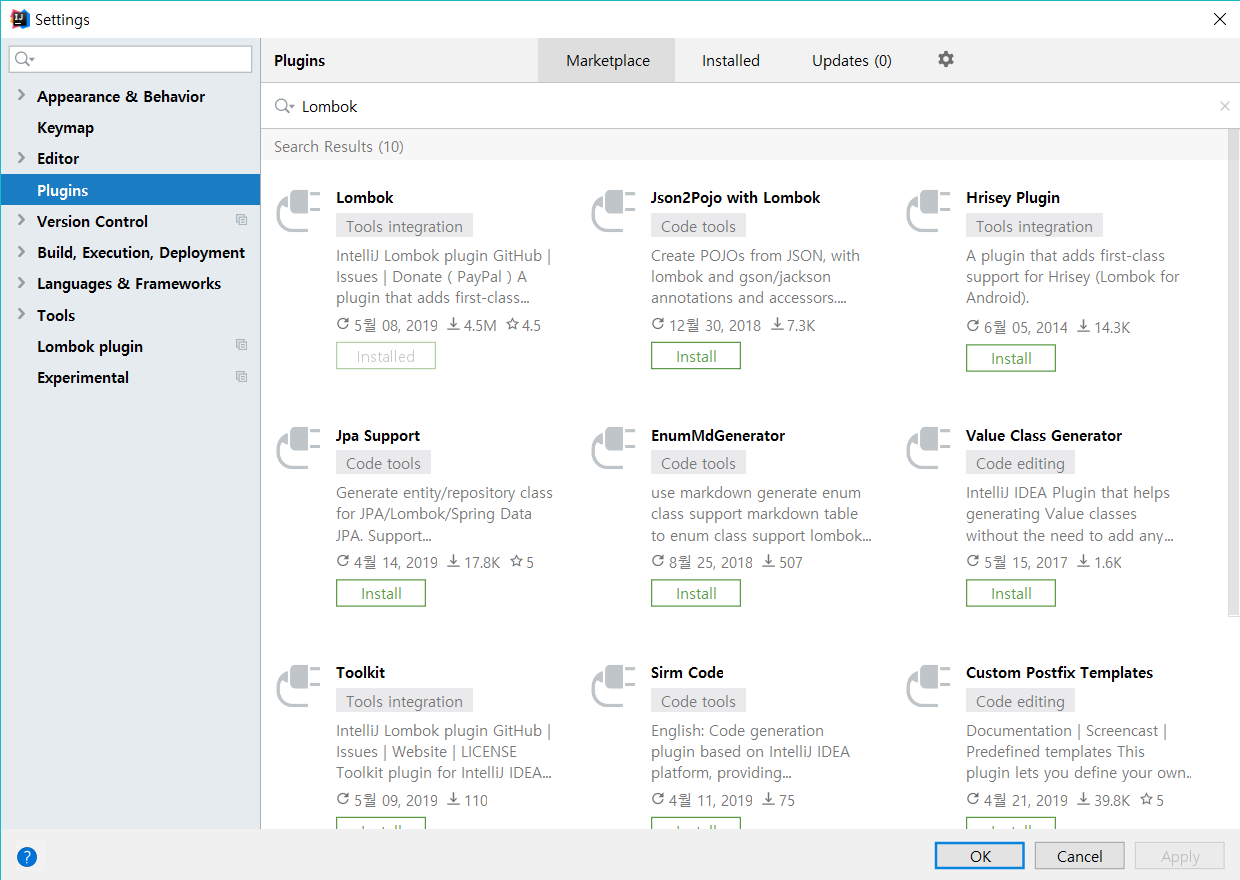 Settings
Plugins
Marketplace
Installed
Updates (0)
Appearance & Behavior
Keymap
Editor
Plugins
Version Control
Build, Execution, Deployment
Languages & Frameworks
Tools
Lombok plugin
Experimental
Lombok
Search Results (10)
Lombok
Tools integration
IntelliJ Lombok plugin GitHub |
Issues | Donate ( PayPal ) A
plugin that adds first-class...
5월 08, 2019 4.5M 4.5
Installed
Json2Pojo with Lombok
Code tools
Create POJOs from JSON, with
lombok and gson/jackson
annotations and accessors....
12월 30, 2018 7.3K
Install
Hrisey Plugin
Tools integration
A plugin that adds first-class
support for Hrisey (Lombok for
Android).
6월 05, 2014 14.3K
Install
Jpa Support
Code tools
Generate entity/repository class
for JPA/Lombok/Spring Data
JPA. Support...
4월 14, 2019 17.8K 5
Install
EnumMdGenerator
Code tools
use markdown generate enum
class support markdown table
to enum class support lombok...
8월 25, 2018 507
Install
Value Class Generator
Code editing
IntelliJ IDEA Plugin that helps
generating Value classes
without the need to add any...
5월 15, 2017 1.6K
Install
Toolkit
Tools integration
IntelliJ Lombok plugin GitHub |
Issues | Website | LICENSE
Toolkit plugin for IntelliJ IDEA...
5월 09, 2019 110
Sirm Code
Code tools
English: Code generation
plugin based on IntelliJ IDEA
platform, providing...
4월 11, 2019 75
Custom Postfix Templates
Code editing
Documentation | Screencast |
Predefined templates This
plugin lets you define your own..
4월 21, 2019 39.8K 5
?
OK
Cancel
Apply